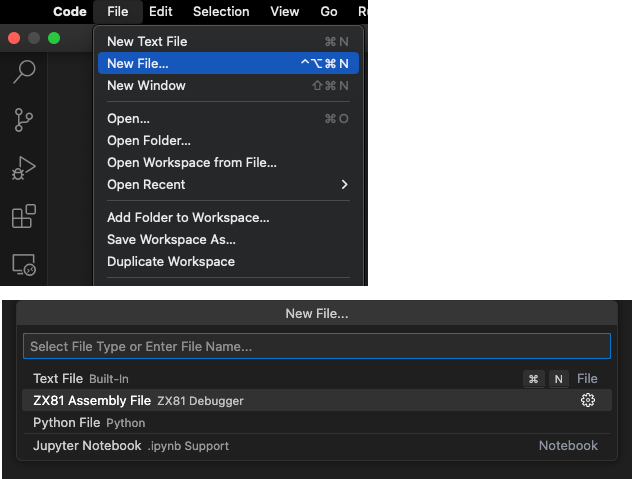 Code File Edit Selection View Go
New Text File ⌘ N
New File... ^⌥⌘ N
New Window ⇧⌘ N
Open... ⌘ O
Open Folder...
Open Workspace from File...
Open Recent
Add Folder to Workspace...
Save Workspace As...
Duplicate Workspace
New File...
Select File Type or Enter File Name...
Text File Built-In ⌘ N File
ZX81 Assembly File ZX81 Debugger
Python File Python
Jupyter Notebook .ipynb Support Notebook